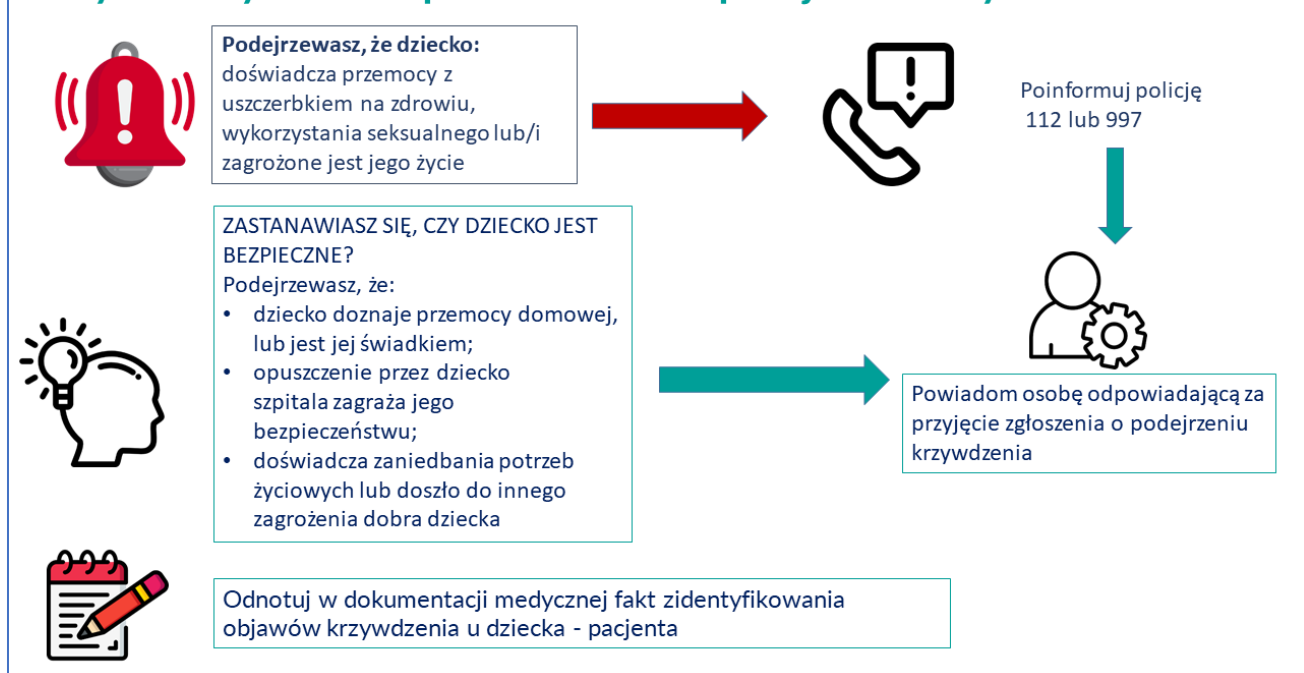 Podejrzewasz, że dziecko:
doświadcza przemocy z
uszczerbkiem na zdrowiu,
wykorzystania seksualnego lub/i
zagrożone jest jego życie
Poinformuj policję
112 lub 997
ZASTANAWIASZ SIĘ, CZY DZIECKO JEST
BEZPIECZNE?
Podejrzewasz, że:
• dziecko doznaje przemocy domowej,
lub jest jej świadkiem;
• opuszczenie przez dziecko
szpitala zagraża jego
bezpieczeństwu;
• doświadcza zaniedbania potrzeb
życiowych lub doszło do innego
zagrożenia dobra dziecka
Powiadom osobę odpowiadającą za
przyjęcie zgłoszenia o podejrzeniu
krzywdzenia
Odnotuj w dokumentacji medycznej fakt zidentyfikowania
objawów krzywdzenia u dziecka - pacjenta